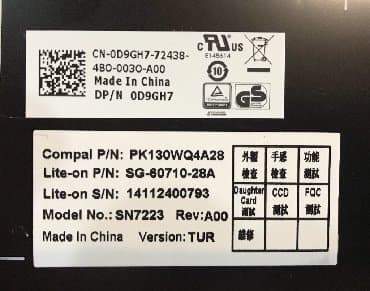 CN-0D9GH7-72438-
4B0-0030-A00
Made In China
DP/N 0D9GH7
c RU us
E148614
10
GS
Compal P/N: PK130WQ4A28
Lite-on P/N: SG-60710-28A
Lite-on S/N: 14112400793
Model No.: SN7223 Rev:A00
Made In China Version: TUR
外觀 手感 功能
檢查 檢查 測試
Daughter Card 測試 CCD 測試 FQC 測試
維修